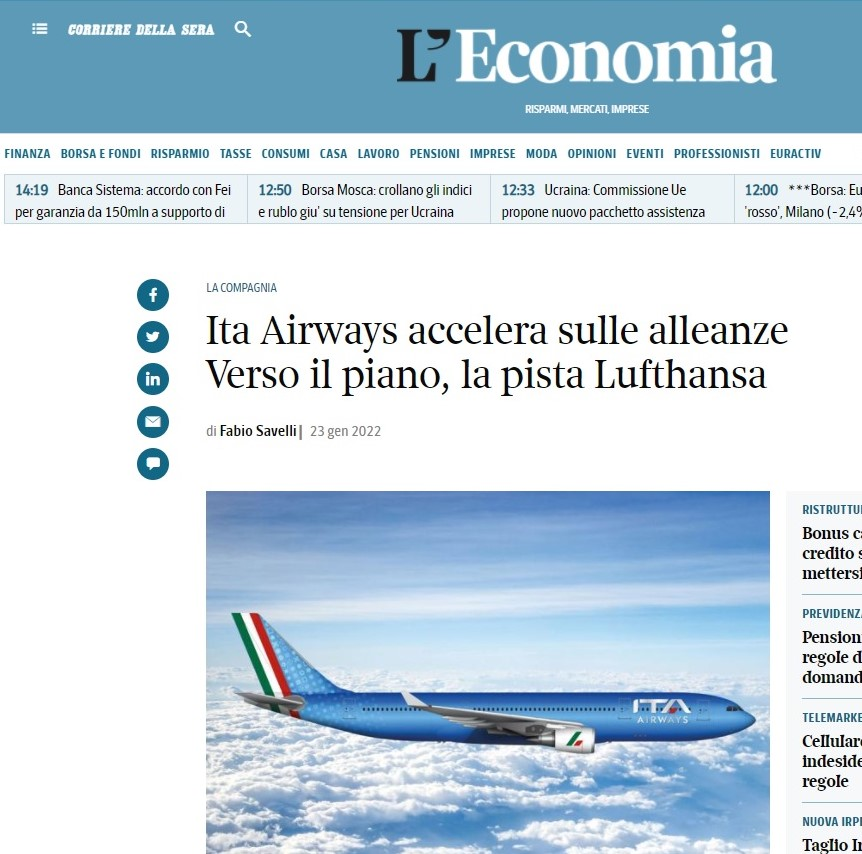 CORRIERE DELLA SERA
L'Economia
RISPARMI, MERCATI, IMPRESE
FINANZA BORSA E FONDI RISPARMIO TASSE CONSUMI CASA LAVORO PENSIONI IMPRESE MODA OPINIONI EVENTI PROFESSIONISTI EURACTIV
14:19 Banca Sistema: accordo con Fei
per garanzia da 150mln a supporto di
12:50 Borsa Mosca: crollano gli indici
e rublo giu' su tensione per Ucraina
12:33 Ucraina: Commissione Ue
propone nuovo pacchetto assistenza
12:00 ***Borsa: Eu
'rosso', Milano (-2,4%
LA COMPAGNIA
Ita Airways accelera sulle alleanze
Verso il piano, la pista Lufthansa
di Fabio Savelli | 23 gen 2022
ITA
AIRWAYS
RISTRUTTU
Bonus ca
credito s
mettersi
PREVIDENZA
Pension
regole d
domand
TELEMARKE
Cellular
indeside
regole
NUOVA IRPE
Taglio I